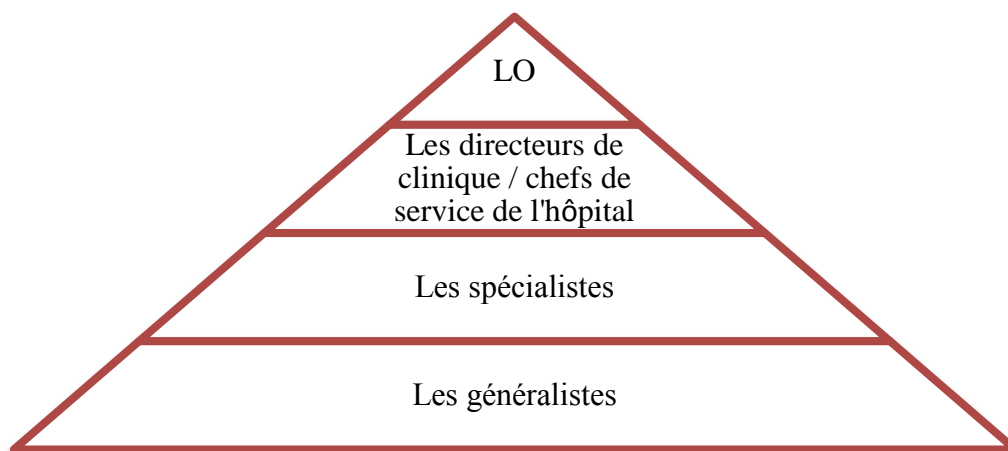 LO
Les directeurs de
clinique / chefs de
service de l'hôpital
Les spécialistes
Les généralistes